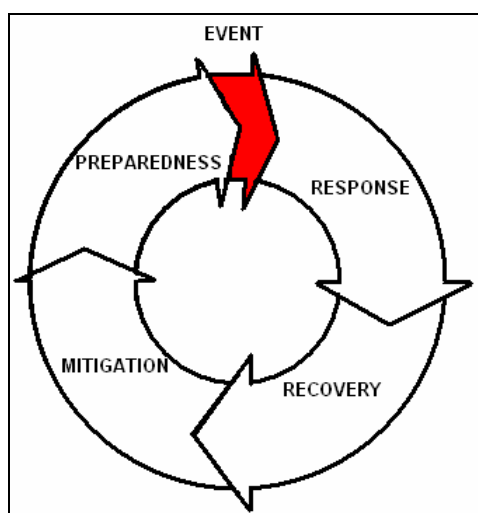 EVENT
PREPAREDNESS
RESPONSE
MITIGATION
RECOVERY